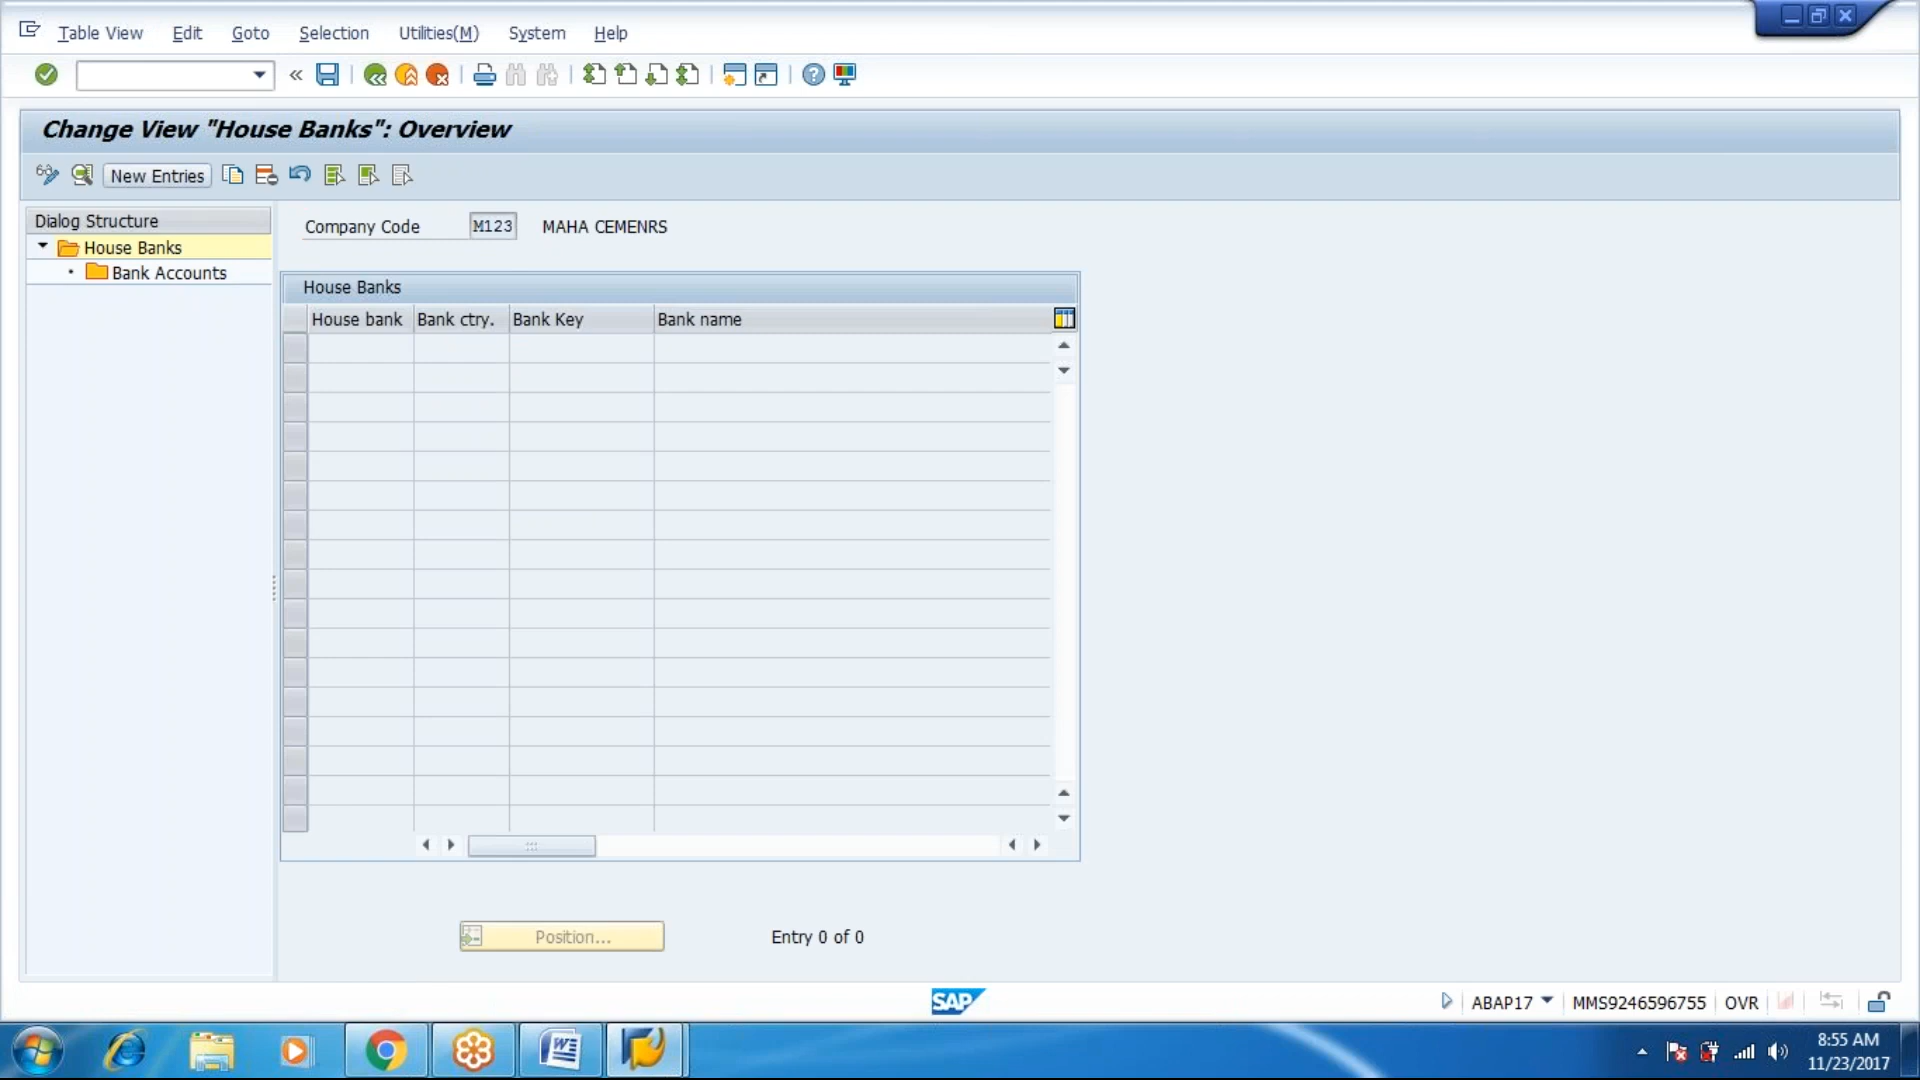 Table View Edit Goto Selection Utilities(M) System Help
Change View "House Banks": Overview
New Entries
Dialog Structure
House Banks
Bank Accounts
Company Code M123 MAHA CEMENRS
House Banks
House bank Bank ctry. Bank Key Bank name
Position... Entry 0 of 0
SAP
ABAP17 MMS9246596755 OVR
8:55 AM
11/23/2017